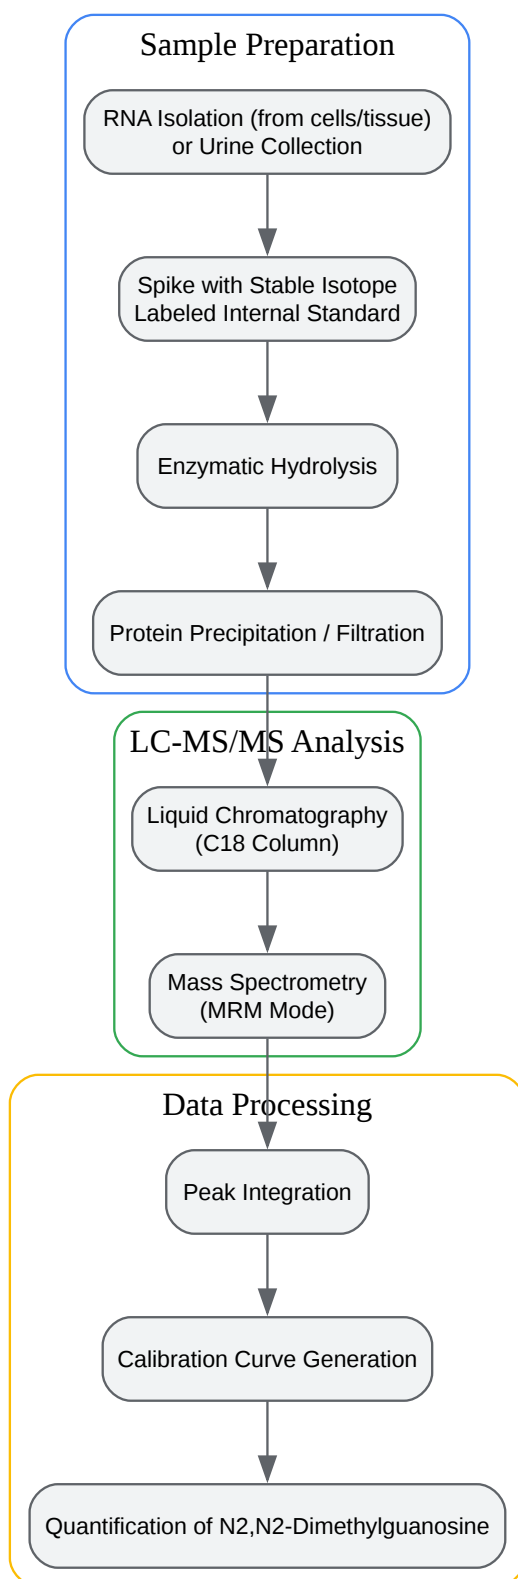 Sample Preparation
RNA Isolation (from cells/tissue)
or Urine Collection
Spike with Stable Isotope
Labeled Internal Standard
Enzymatic Hydrolysis
Protein Precipitation / Filtration
LC-MS/MS Analysis
Liquid Chromatography
(C18 Column)
Mass Spectrometry
(MRM Mode)
Data Processing
Peak Integration
Calibration Curve Generation
Quantification of N2,N2-Dimethylguanosine